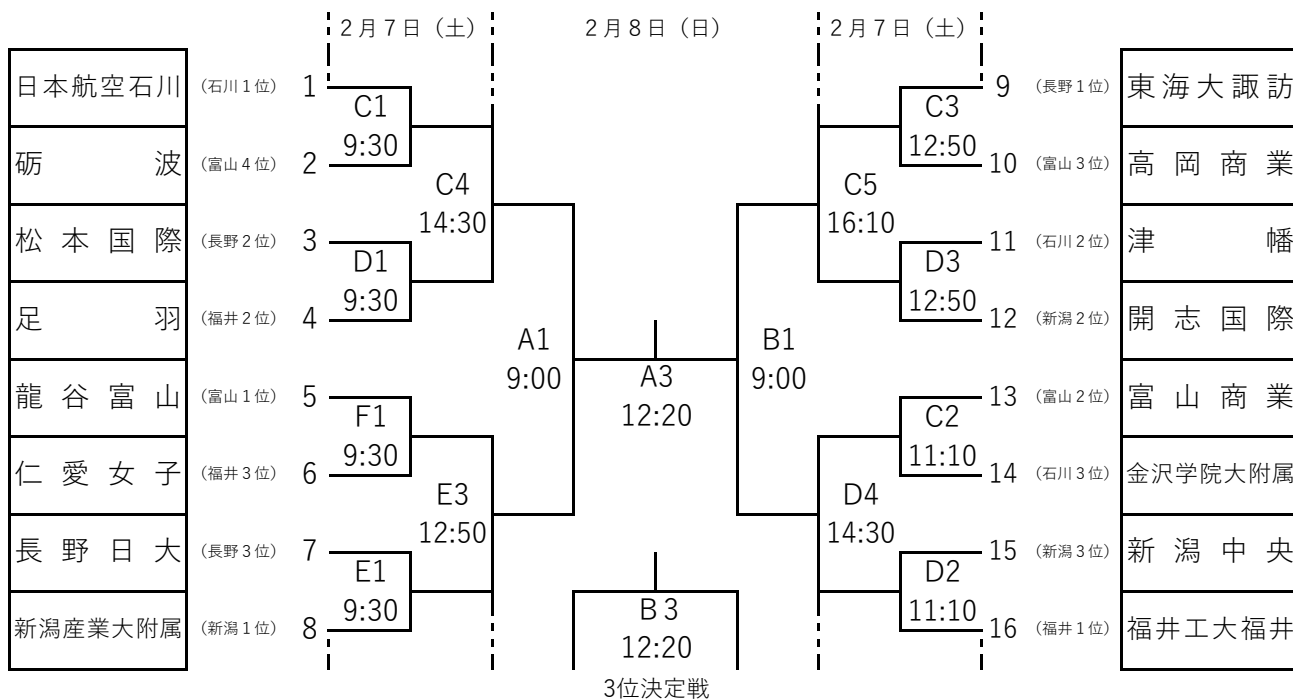 2月7日（土）
2月8日（日）
2月7日（土）
日本航空石川 （石川1位） 1
砺波 （富山4位） 2
松本国際 （長野2位） 3
足羽 （福井2位） 4
龍谷富山 （富山1位） 5
仁愛女子 （福井3位） 6
長野日大 （長野3位） 7
新潟産業大附属 （新潟1位） 8
C1
9:30
D1
9:30
F1
9:30
E1
9:30
C4
14:30
E3
12:50
A1
9:00
A3
12:20
B3
12:20
3位決定戦
B1
9:00
C5
16:10
D4
14:30
C3
12:50
D3
12:50
C2
11:10
D2
11:10
9 （長野1位） 東海大諏訪
10 （富山3位） 高岡商業
11 （石川2位） 津幡
12 （新潟2位） 開志国際
13 （富山2位） 富山商業
14 （石川3位） 金沢学院大附属
15 （新潟3位） 新潟中央
16 （福井1位） 福井工大福井